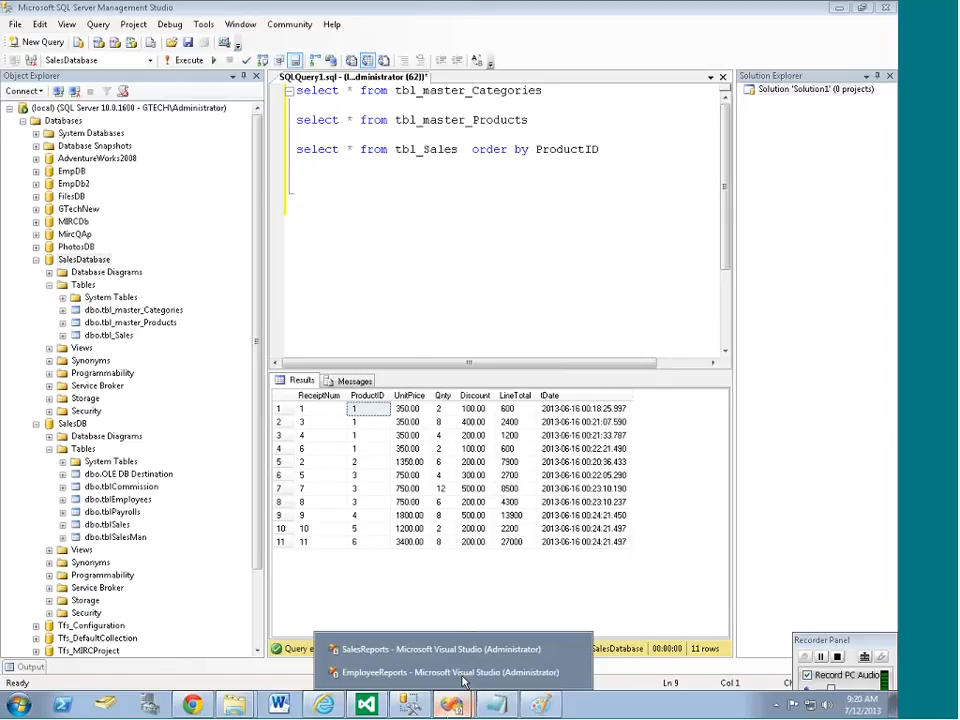 Microsoft SQL Server Management Studio
File Edit View Query Project Debug Tools Window Community Help
New Query
SalesDatabase Execute
Object Explorer
SQLQuery1.sql - (l...dministrator (62))*
Solution Explorer
Connect
Solution 'Solution1' (0 projects)
(local) (SQL Server 10.0.1600 - GTECH\Administrator)
Databases
System Databases
Database Snapshots
AdventureWorks2008
EmpDB
EmpDb2
FilesDB
GTechNew
MIRCDb
MircQAp
PhotosDB
SalesDatabase
Database Diagrams
Tables
System Tables
dbo.tbl_master_Categories
dbo.tbl_master_Products
dbo.tbl_Sales
Views
Synonyms
Programmability
Service Broker
Storage
Security
SalesDB
Database Diagrams
Tables
System Tables
dbo.OLE DB Destination
dbo.tblCommission
dbo.tblEmployees
dbo.tblPayrolls
dbo.tblSales
dbo.tblSalesMan
Views
Synonyms
Programmability
Service Broker
Storage
Security
Tfs_Configuration
Tfs_DefaultCollection
Tfs_MIRCProject
select * from tbl_master_Categories
select * from tbl_master_Products
select * from tbl_Sales order by ProductID
Results Messages
ReceiptNum ProductID UnitPrice Qnty Discount LineTotal tDate
1 1 1 350.00 2 100.00 600 2013-06-16 00:18:25.997
2 3 1 350.00 8 400.00 2400 2013-06-16 00:21:07.590
3 4 1 350.00 4 200.00 1200 2013-06-16 00:21:33.787
4 6 1 350.00 2 100.00 600 2013-06-16 00:22:21.490
5 2 2 1350.00 6 200.00 7900 2013-06-16 00:20:36.433
6 5 3 750.00 4 300.00 2700 2013-06-16 00:22:05.290
7 7 3 750.00 12 500.00 8500 2013-06-16 00:23:10.190
8 8 3 750.00 6 200.00 4300 2013-06-16 00:23:10.237
9 9 4 1800.00 8 500.00 13900 2013-06-16 00:24:21.450
10 10 5 1200.00 2 200.00 2200 2013-06-16 00:24:21.497
11 11 6 3400.00 8 200.00 27000 2013-06-16 00:24:21.497
SalesReports - Microsoft Visual Studio (Administrator)
EmployeeReports - Microsoft Visual Studio (Administrator)
Query e SalesDatabase 00:00:00 11 rows
Recorder Panel
Record PC Audio
Output
Ready Ln 9 Col 1 Ch
9:20 AM
7/12/2013